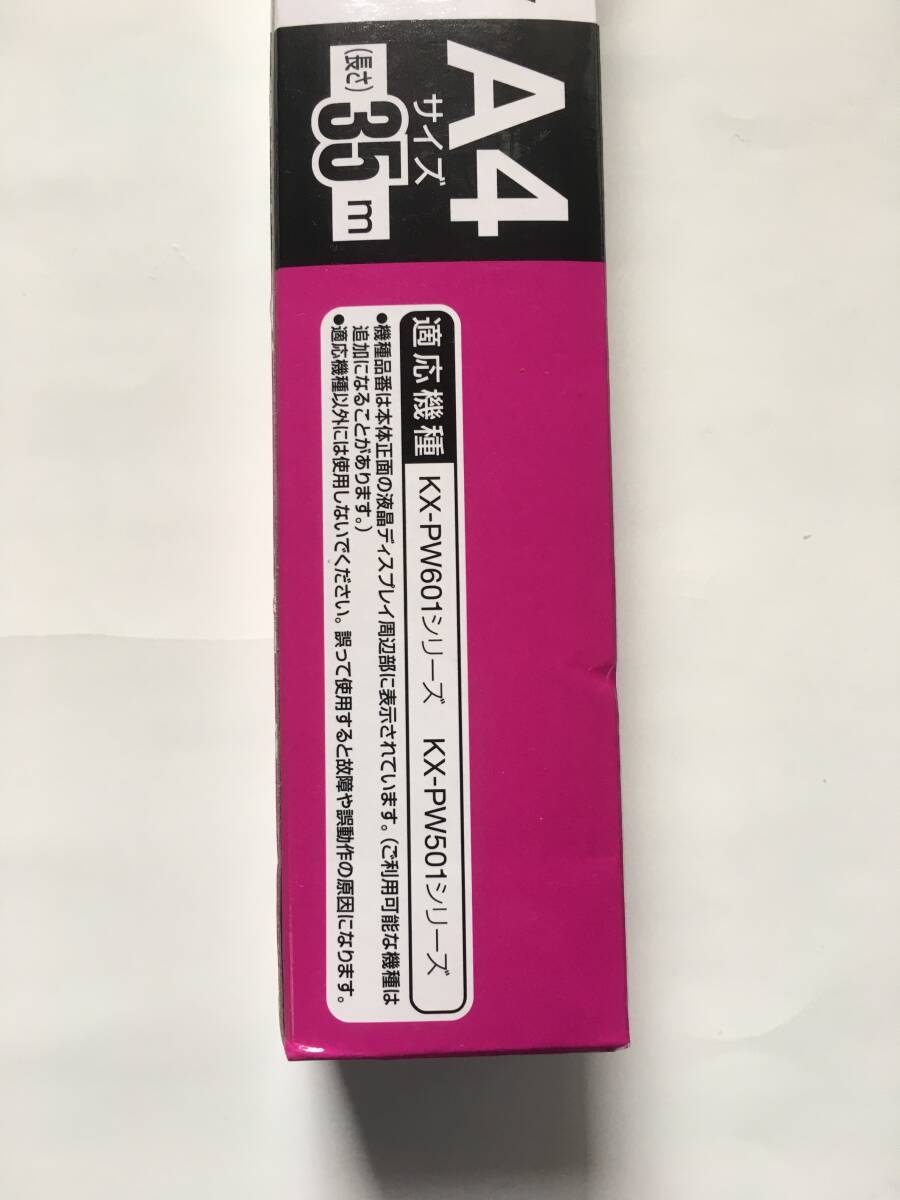 A4
サイズ
(長さ)35m
適応機種 KX-PW601シリーズ KX-PW501シリーズ
●機種品番は本体正面の液晶ディスプレイ周辺部に表示されています。(ご利用可能な機種は
追加になることがあります。)
●適応機種以外には使用しないでください。誤って使用すると故障や誤動作の原因になります。